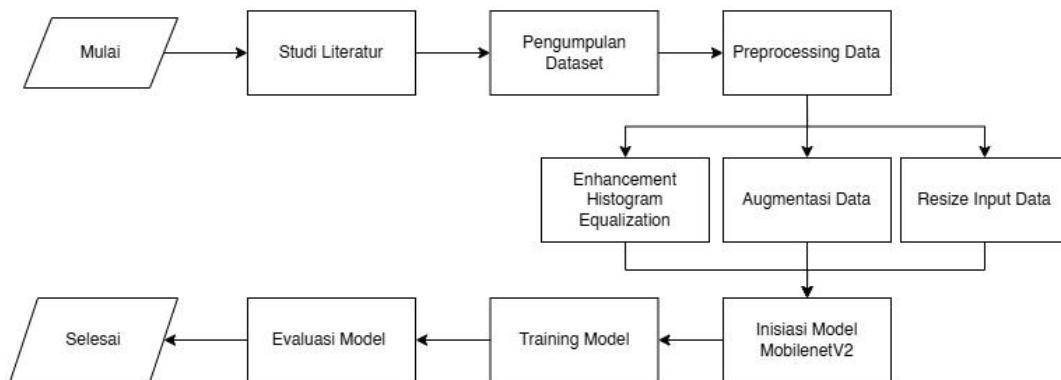 Mulai
Studi Literatur
Pengumpulan
Dataset
Preprocessing Data
Enhancement
Histogram
Equalization
Augmentasi Data
Resize Input Data
Inisiasi Model
MobilenetV2
Training Model
Evaluasi Model
Selesai